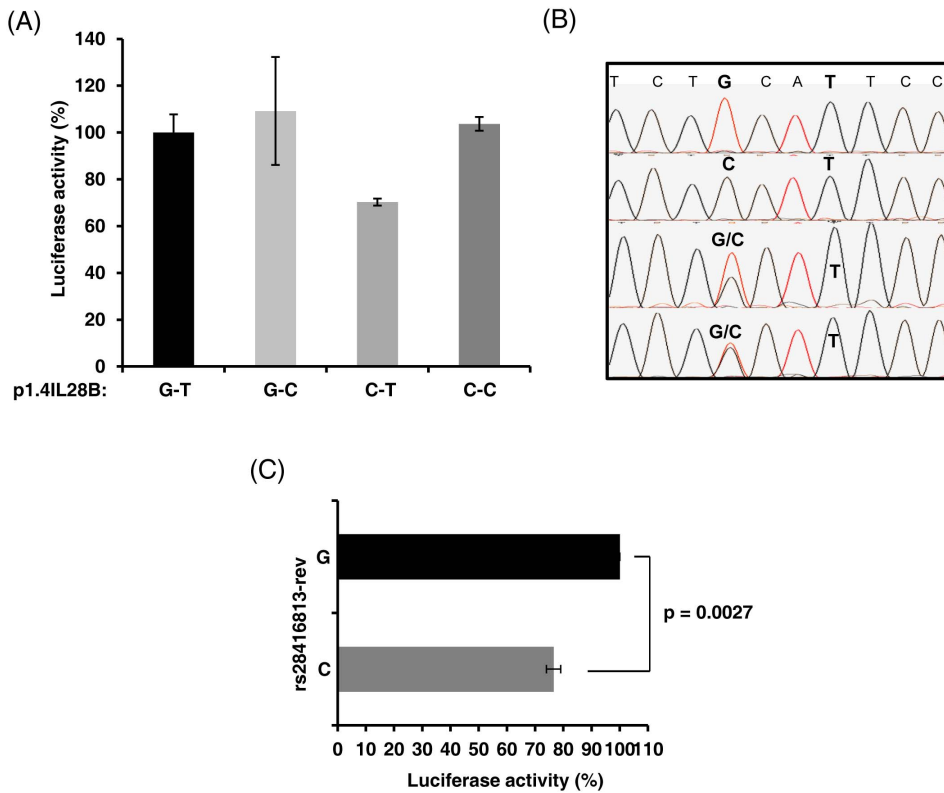 (A)
140
120
100
80
60
40
20
0
Luciferase activity (%)
p1.4IL28B: G-T G-C C-T C-C
(B)
T C T G C A T T C C
C T
G/C T
G/C T
(C)
rs28416813-rev
G
C
p = 0.0027
0 10 20 30 40 50 60 70 80 90 100 110
Luciferase activity (%)